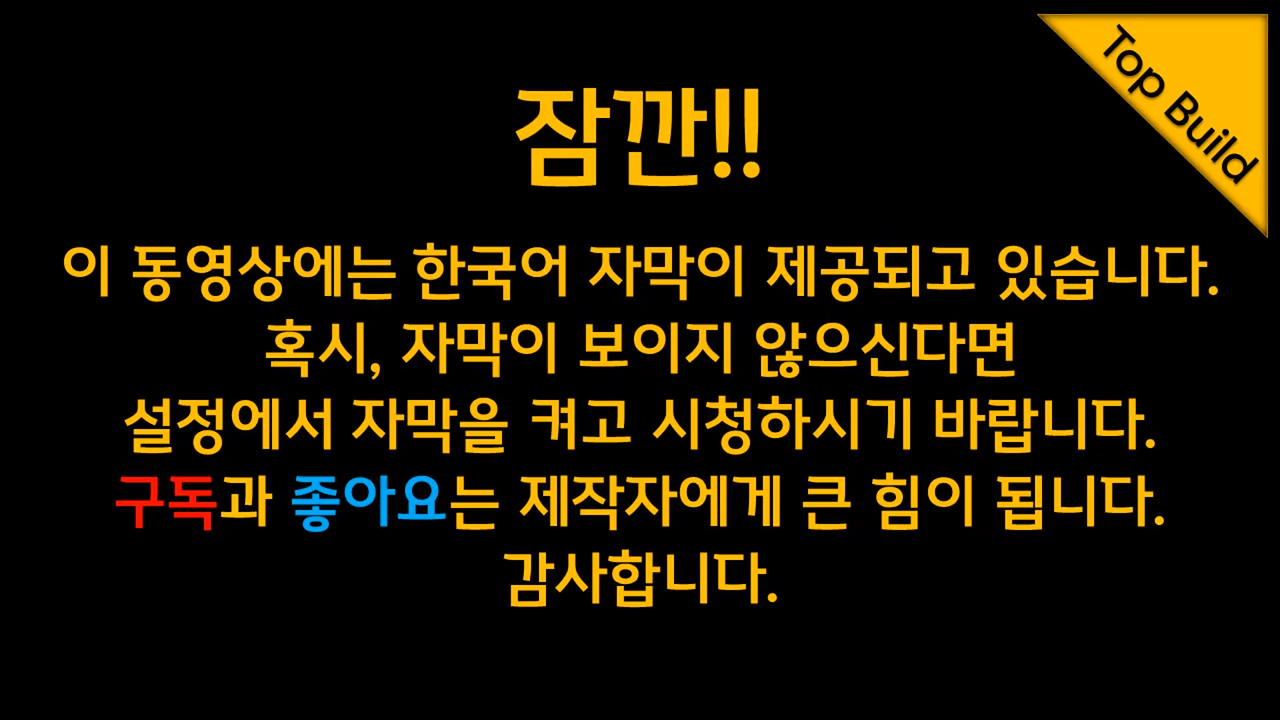 Top Build
잠깐!!
이 동영상에는 한국어 자막이 제공되고 있습니다.
혹시, 자막이 보이지 않으신다면
설정에서 자막을 켜고 시청하시기 바랍니다.
구독과 좋아요는 제작자에게 큰 힘이 됩니다.
감사합니다.